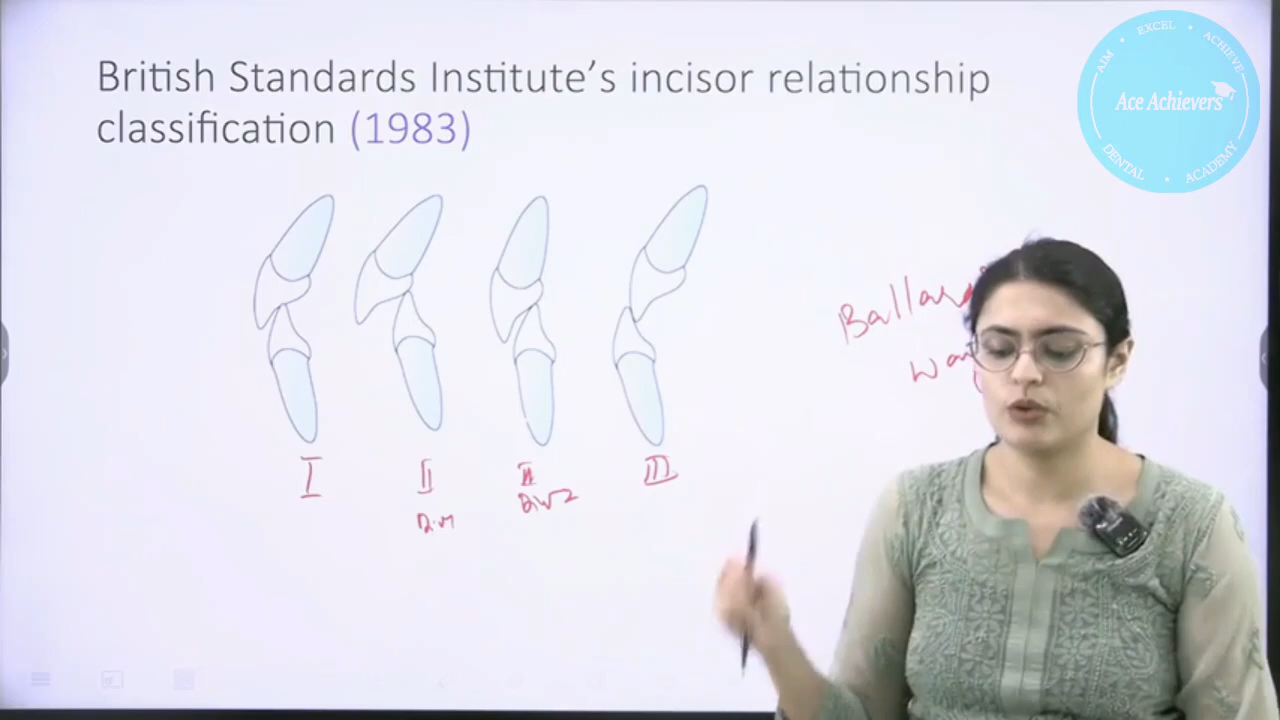 British Standards Institute’s incisor relationship
classification (1983)
AIM • EXCEL • ACHIEVE
Ace Achievers
DENTAL • ACADEMY
I
II
Div 1
II
Div 2
III